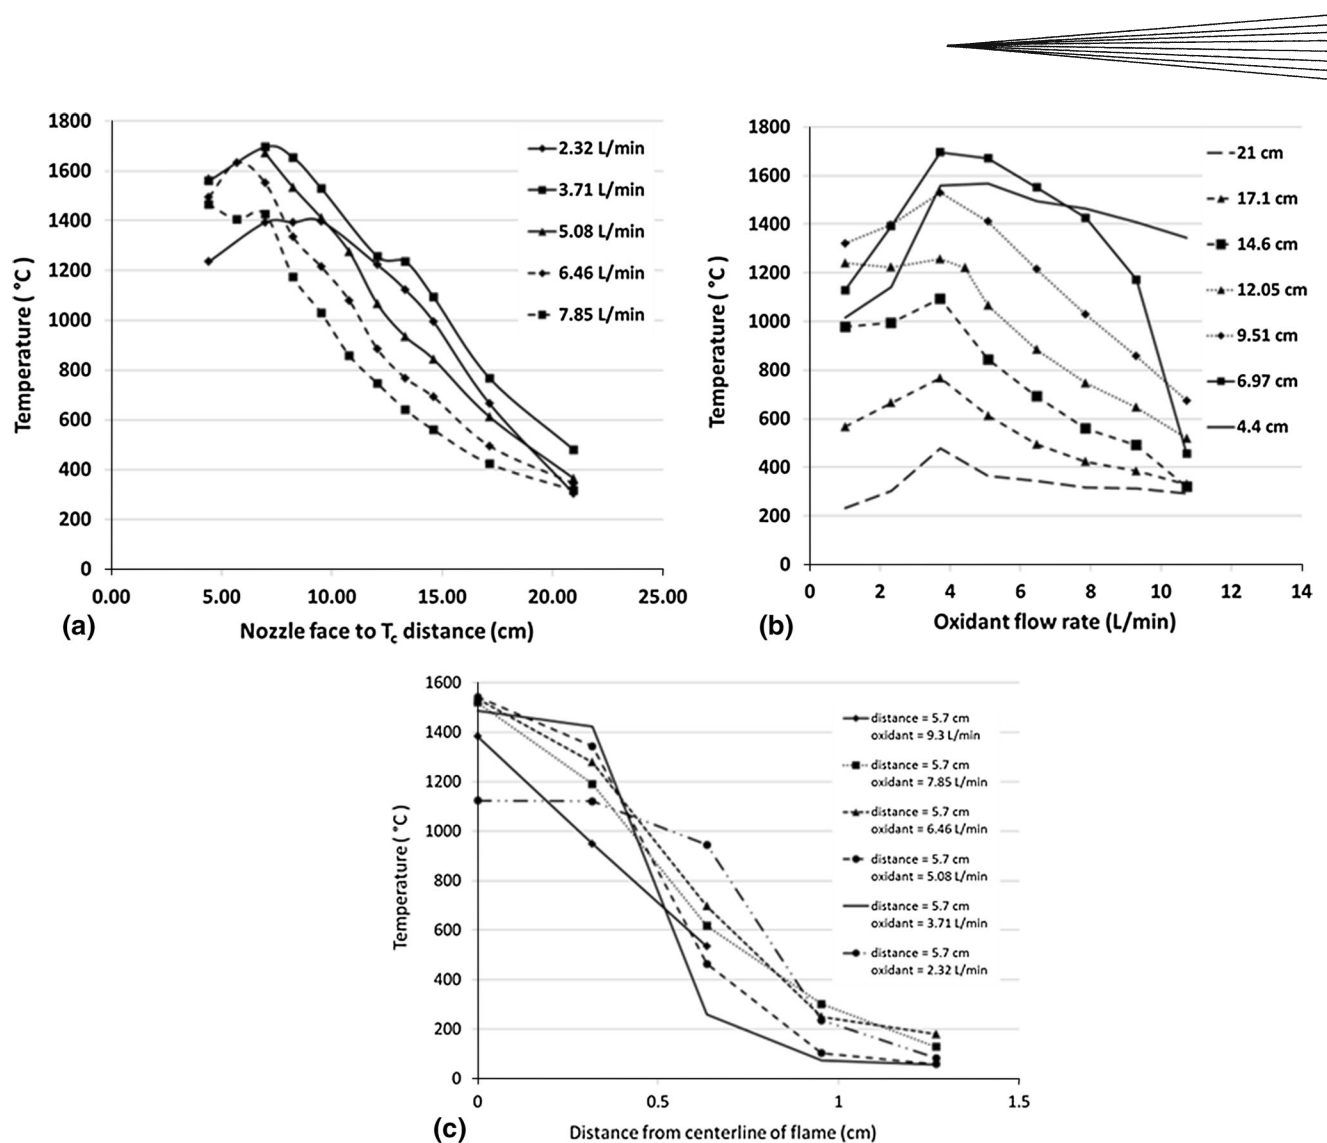 1800
1600
1400
1200
1000
800
600
400
200
0
0.00
5.00
10.00
15.00
20.00
25.00
Temperature ( °C)
Nozzle face to Tc distance (cm)
2.32 L/min
3.71 L/min
5.08 L/min
6.46 L/min
7.85 L/min
(a)
1800
1600
1400
1200
1000
800
600
400
200
0
0
2
4
6
8
10
12
14
Temperature ( °C)
Oxidant flow rate (L/min)
21 cm
17.1 cm
14.6 cm
12.05 cm
9.51 cm
6.97 cm
4.4 cm
(b)
1600
1400
1200
1000
800
600
400
200
0
0
0.5
1
1.5
Temperature ( °C)
Distance from centerline of flame (cm)
distance = 5.7 cm
oxidant = 9.3 L/min
distance = 5.7 cm
oxidant = 7.85 L/min
distance = 5.7 cm
oxidant = 6.46 L/min
distance = 5.7 cm
oxidant = 5.08 L/min
distance = 5.7 cm
oxidant = 3.71 L/min
distance = 5.7 cm
oxidant = 2.32 L/min
(c)